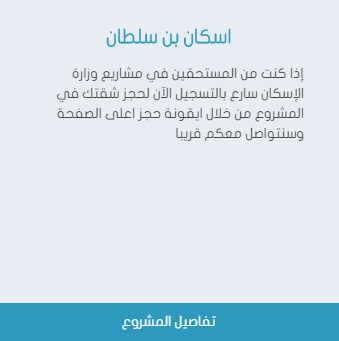 اسكان بن سلطان
إذا كنت من المستحقين في مشاريع وزارة
الإسكان سارع بالتسجيل الآن لحجز شقتك في
المشروع من خلال ايقونة حجز اعلى الصفحة
وسنتواصل معكم قريبا
تفاصيل المشروع